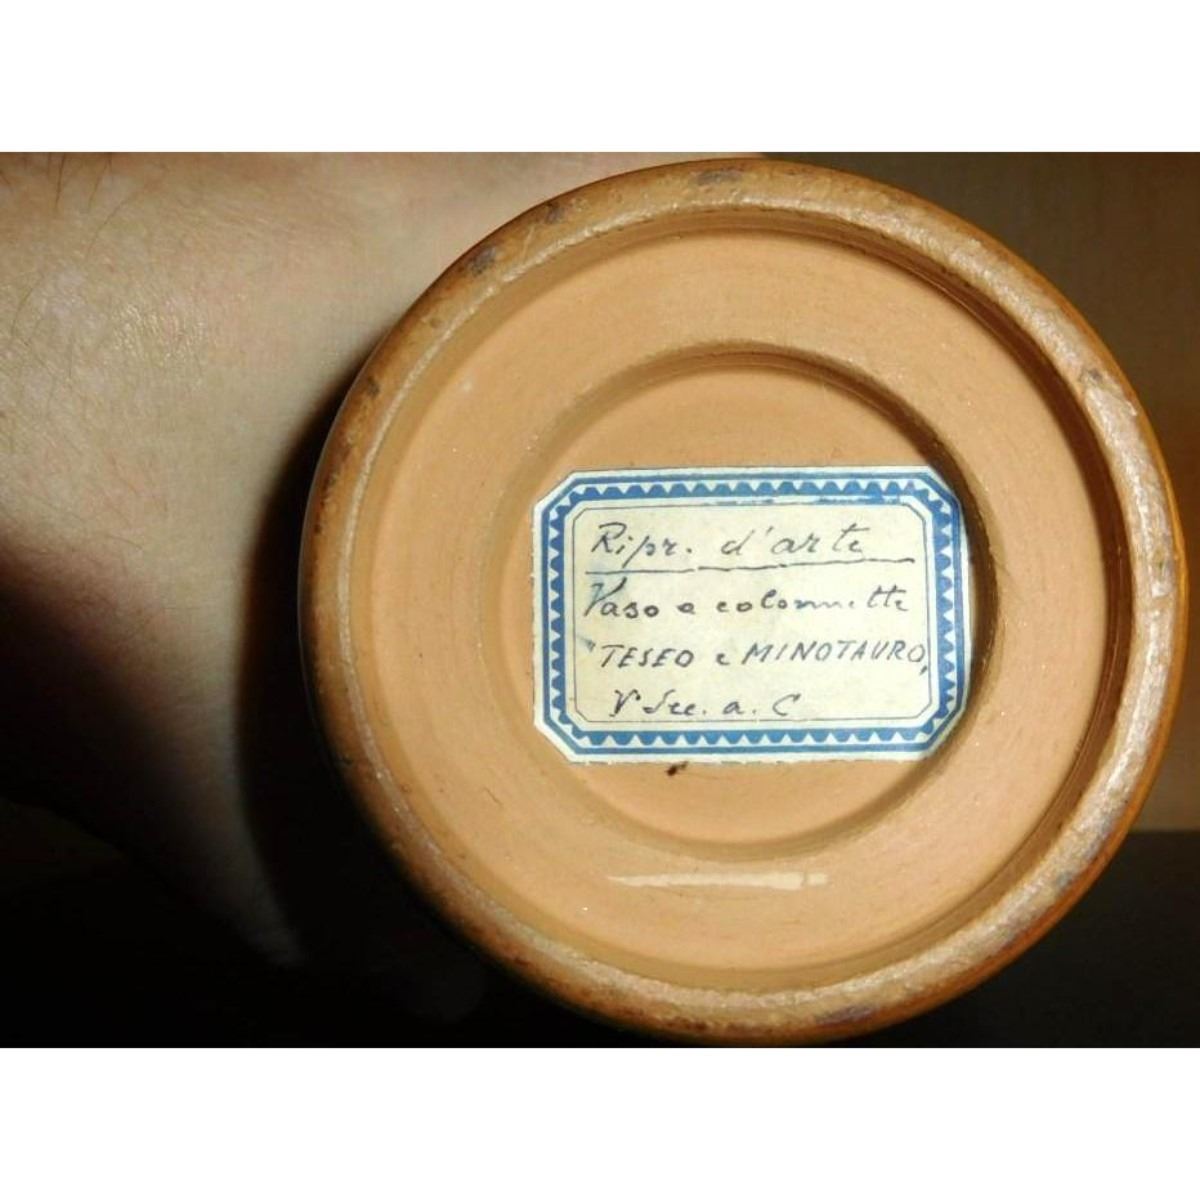 Ripr. d'arte
Vaso a colonnette
"TESEO e MINOTAURO,,
V Sec. a. C